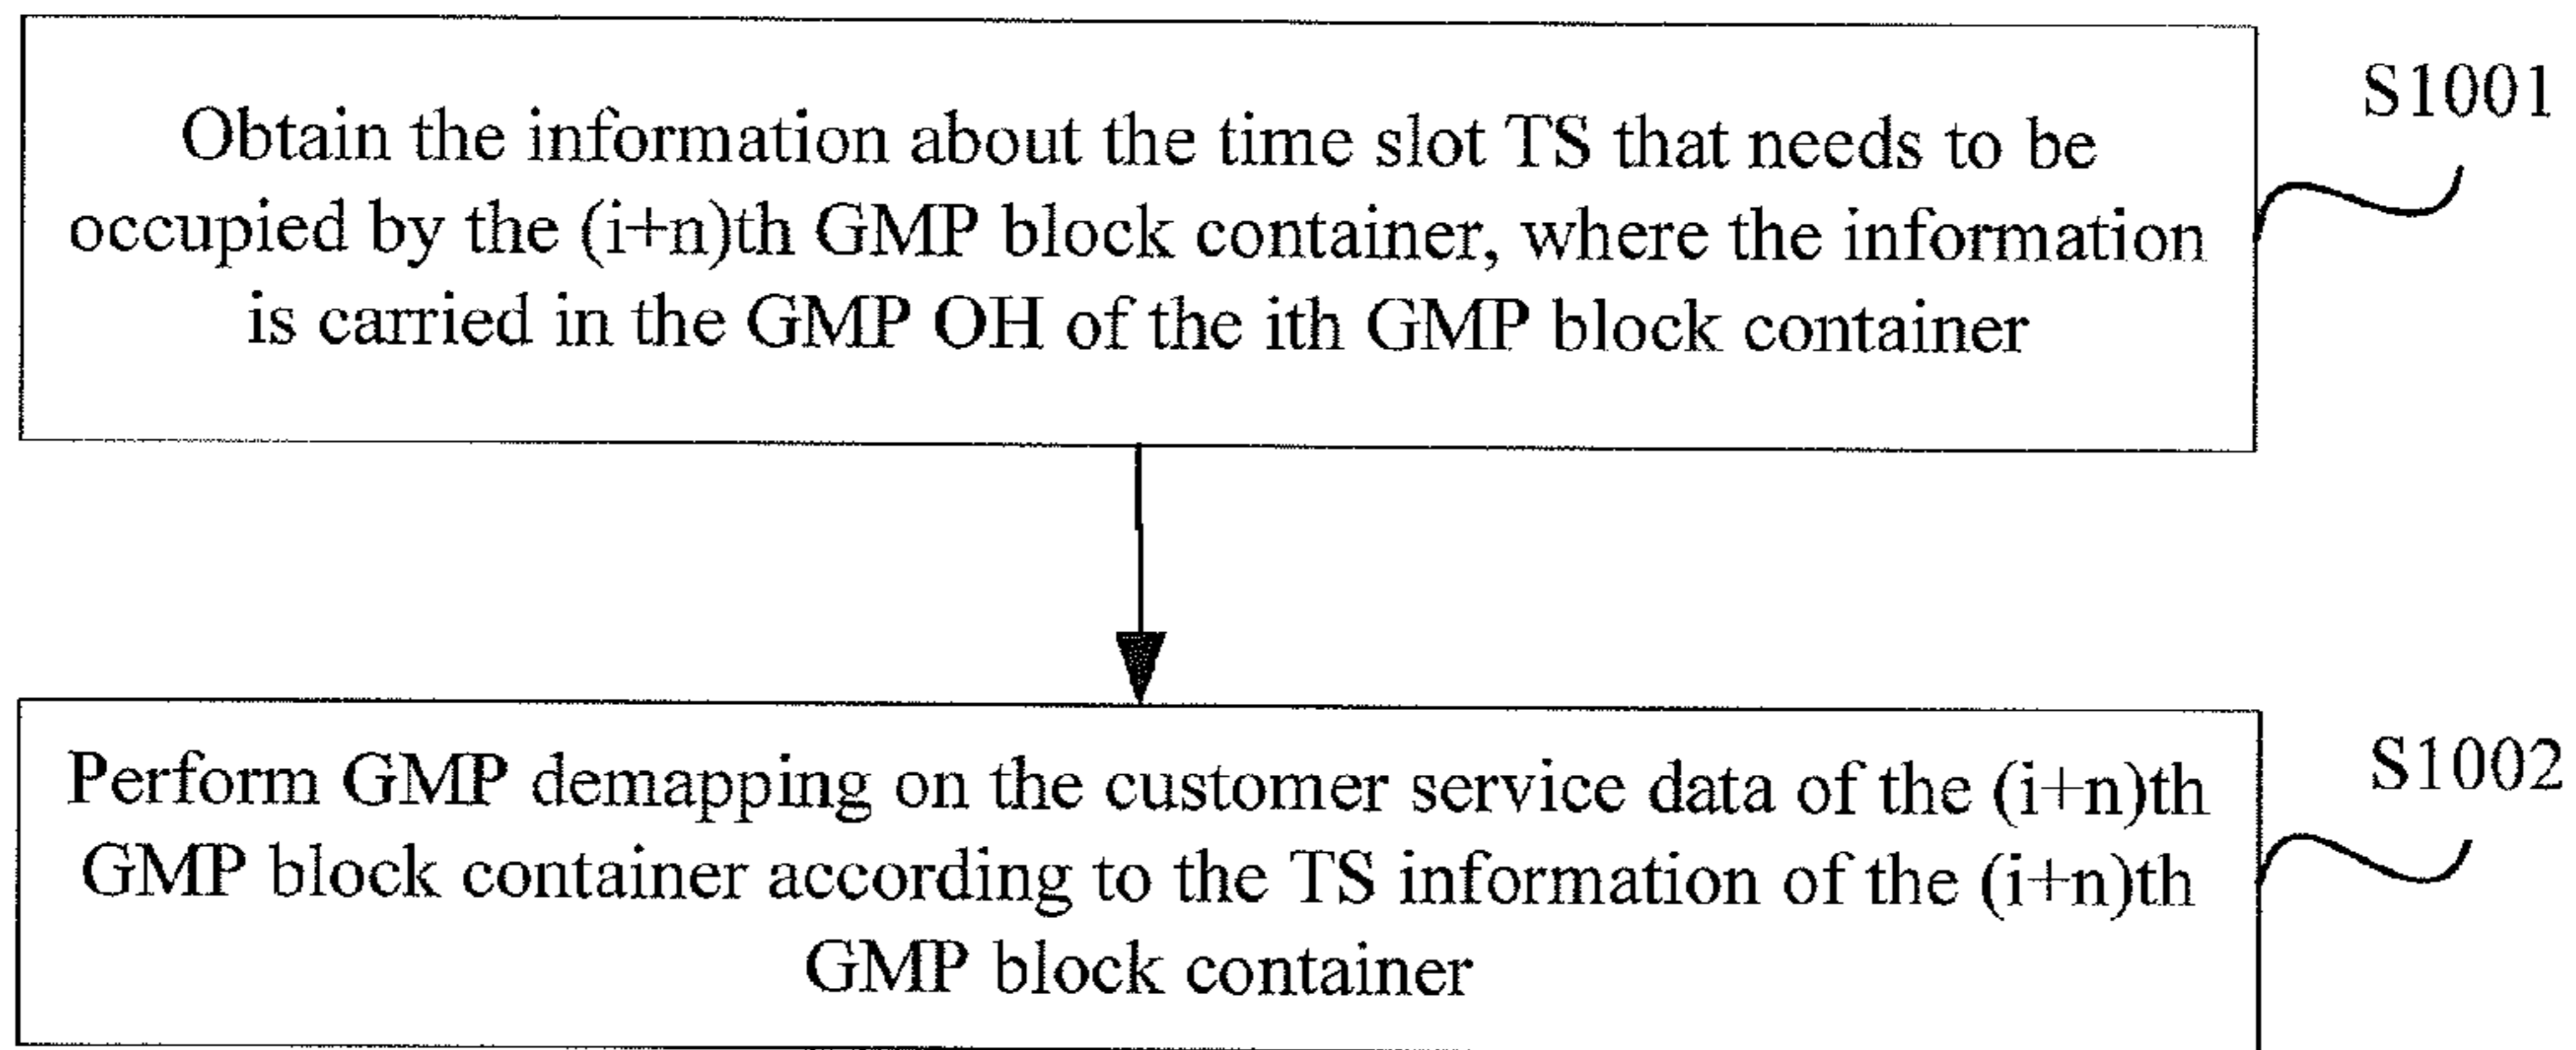 S1001
Obtain the information about the time slot TS that needs to be
occupied by the (i+n)th GMP block container, where the information
is carried in the GMP OH of the ith GMP block container
S1002
Perform GMP demapping on the customer service data of the (i+n)th
GMP block container according to the TS information of the (i+n)th
GMP block container